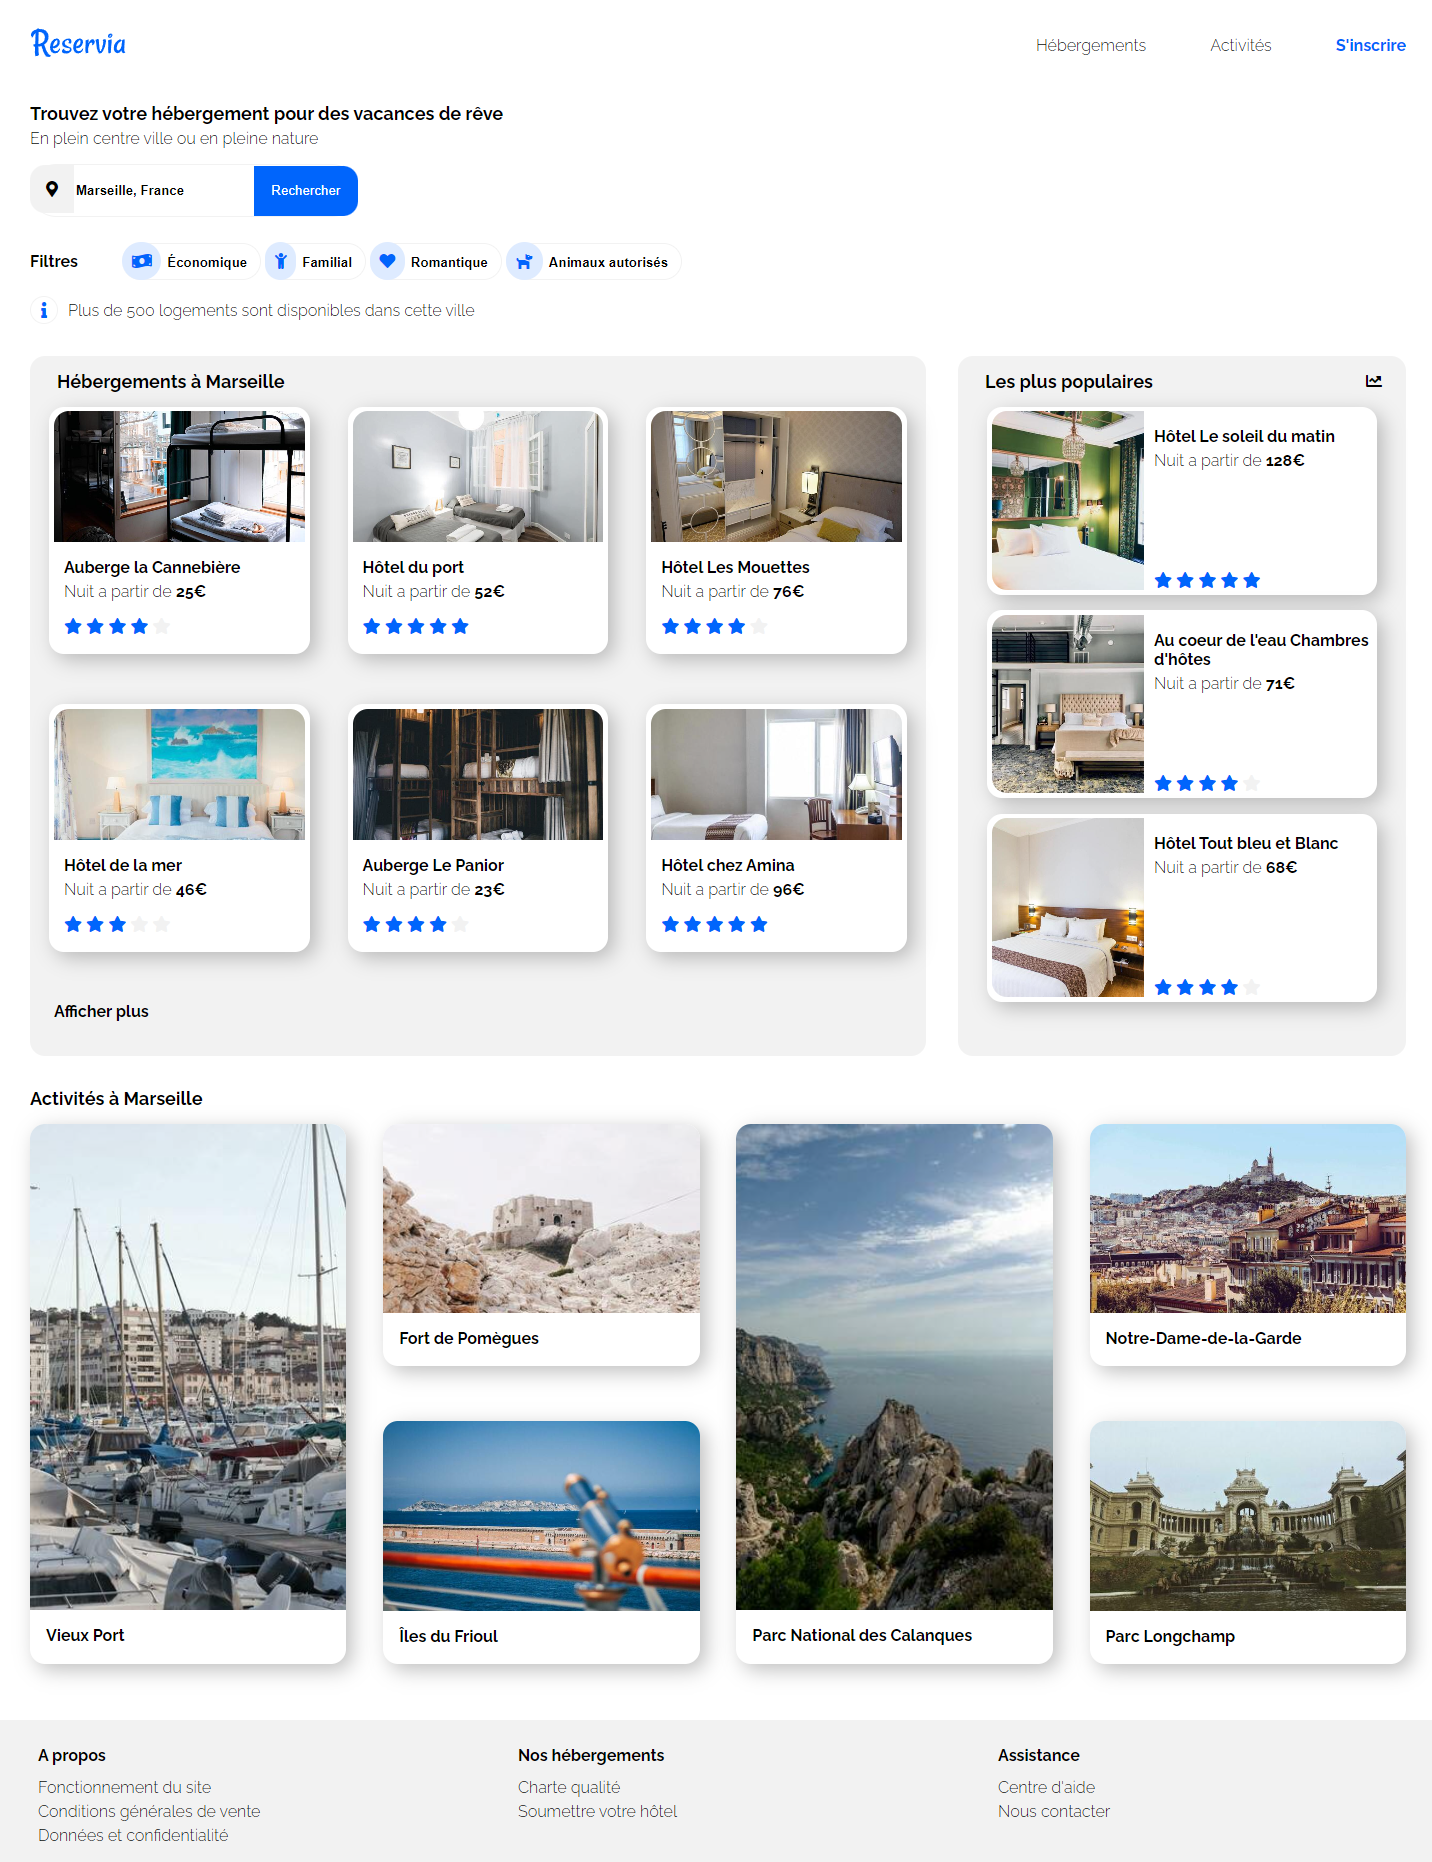 Reservia
Hébergements
Activités
S'inscrire
Trouvez votre hébergement pour des vacances de rêve
En plein centre ville ou en pleine nature
Marseille, France
Rechercher
Filtres
Économique
Familial
Romantique
Animaux autorisés
Plus de 500 logements sont disponibles dans cette ville
Hébergements à Marseille
Auberge la Cannebière
Nuit a partir de 25€
Hôtel du port
Nuit a partir de 52€
Hôtel Les Mouettes
Nuit a partir de 76€
Hôtel de la mer
Nuit a partir de 46€
Auberge Le Panior
Nuit a partir de 23€
Hôtel chez Amina
Nuit a partir de 96€
Afficher plus
Les plus populaires
Hôtel Le soleil du matin
Nuit a partir de 128€
Au coeur de l'eau Chambres
d'hôtes
Nuit a partir de 71€
Hôtel Tout bleu et Blanc
Nuit a partir de 68€
Activités à Marseille
Vieux Port
Fort de Pomègues
Îles du Frioul
Parc National des Calanques
Notre-Dame-de-la-Garde
Parc Longchamp
A propos
Fonctionnement du site
Conditions générales de vente
Données et confidentialité
Nos hébergements
Charte qualité
Soumettre votre hôtel
Assistance
Centre d'aide
Nous contacter